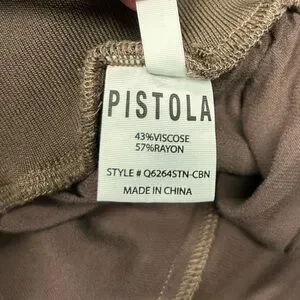 PISTOLA
43%VISCOSE
57%RAYON
STYLE # Q6264STN-CBN
MADE IN CHINA